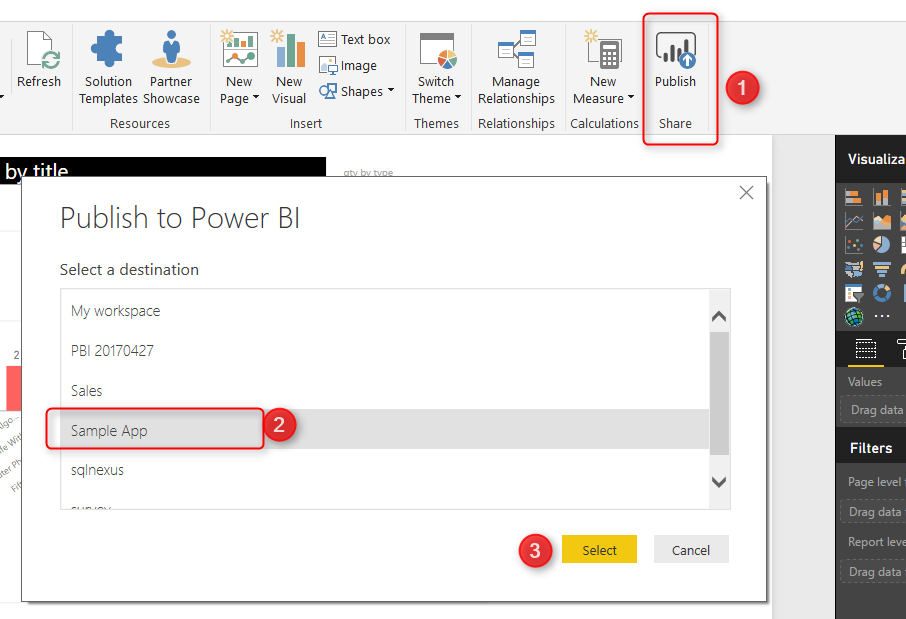 Refresh
Solution
Templates
Partner
Showcase
Resources
New
Page
New
Visual
Text box
Image
Shapes
Insert
Switch
Theme
Themes
Manage
Relationships
Relationships
New
Measure
Calculations
Publish
Share
1
by title
qty by type
Publish to Power BI
Select a destination
My workspace
PBI 20170427
Sales
Sample App
2
sqlnexus
survey
3
Select
Cancel
2
Visualiza
Values
Drag data
Filters
Page level
Drag data
Report leve
Drag data